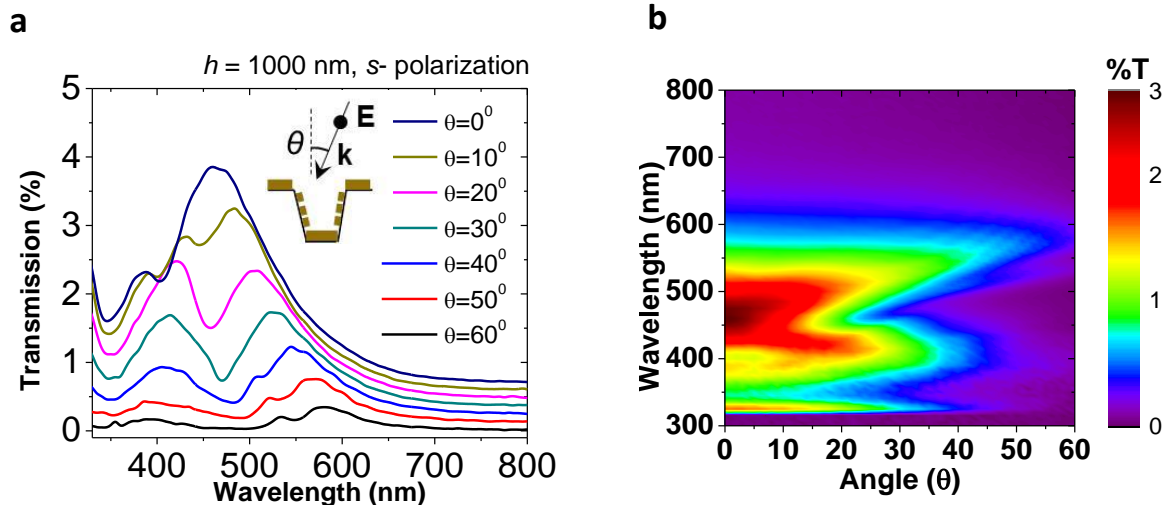 a
h = 1000 nm, s- polarization
5
4
3
2
1
0
Transmission (%)
400 500 600 700 800
Wavelength (nm)
θ
E
k
θ=0⁰
θ=10⁰
θ=20⁰
θ=30⁰
θ=40⁰
θ=50⁰
θ=60⁰
b
%T
800
700
600
500
400
300
Wavelength (nm)
0 10 20 30 40 50 60
Angle (θ)
3
2
1
0